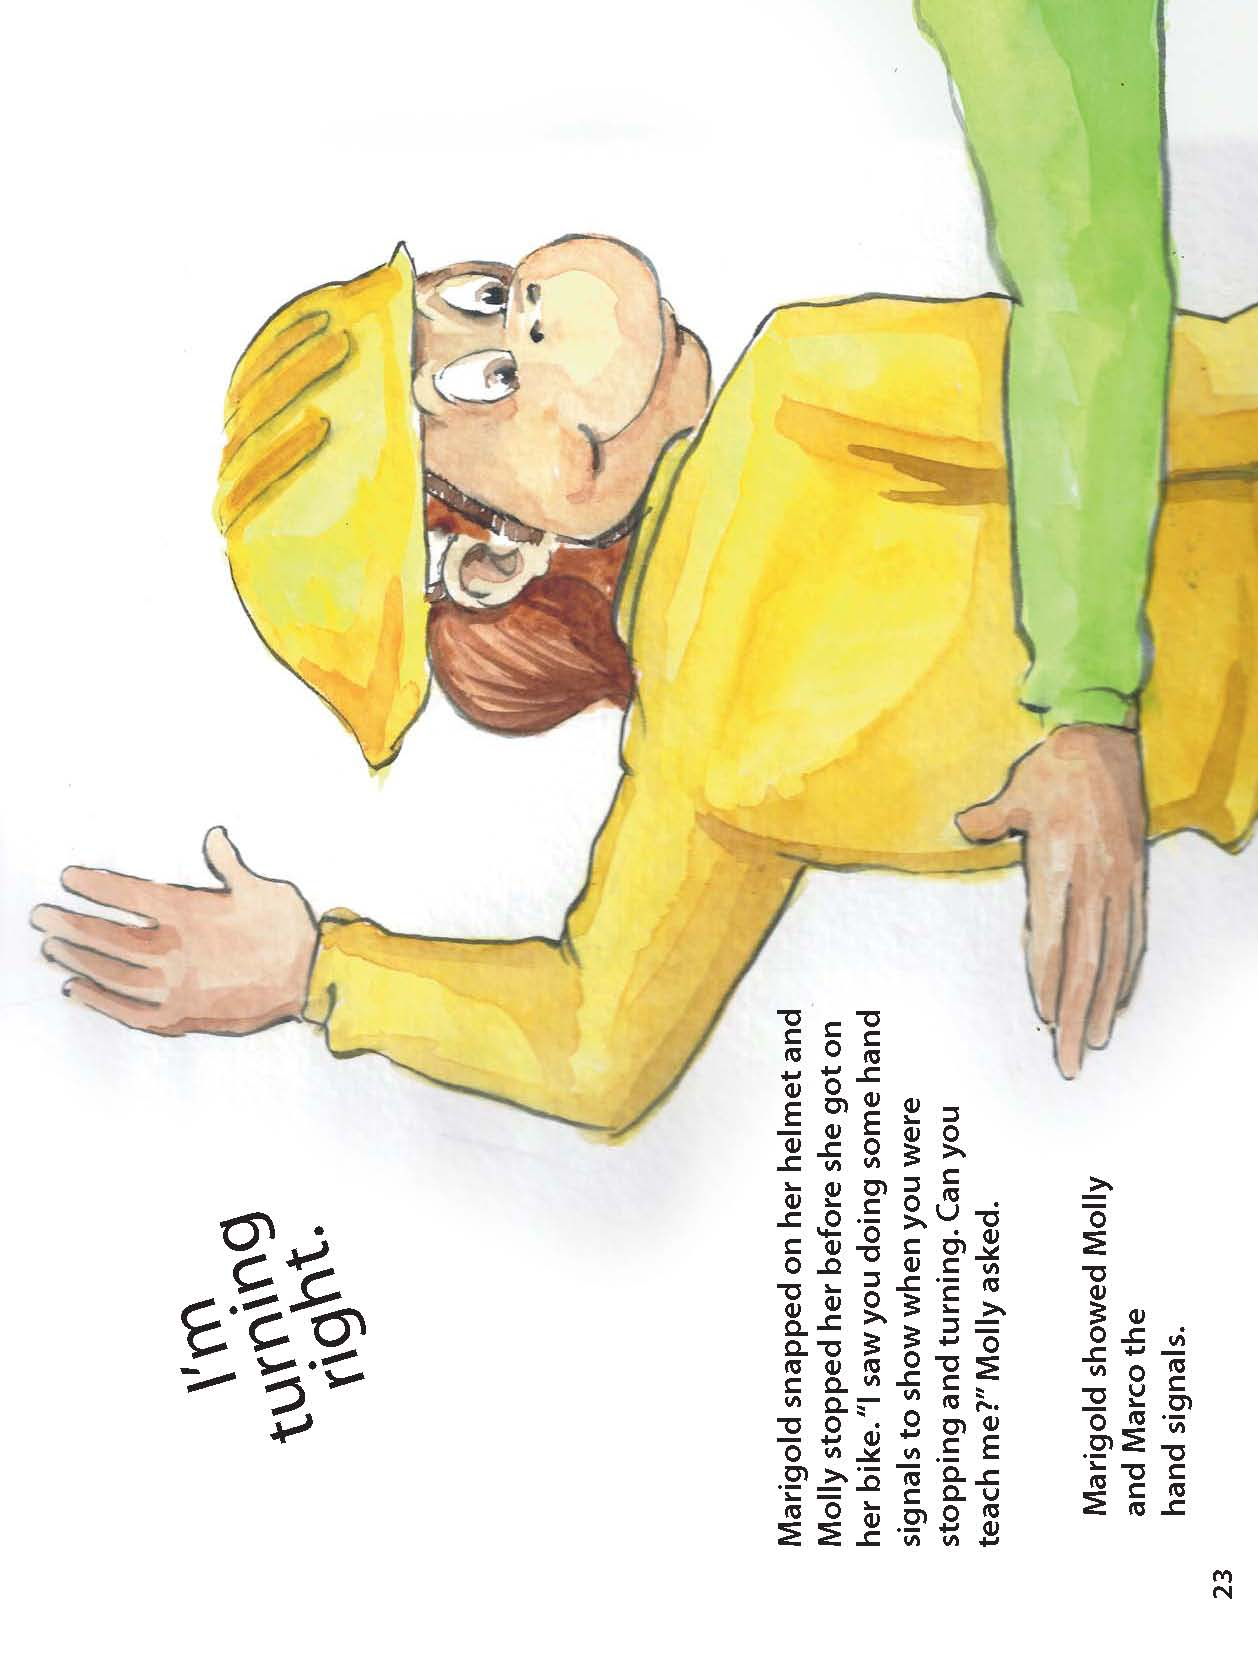 I'm
turning
right.
Marigold snapped on her helmet and
Molly stopped her before she got on
her bike. “I saw you doing some hand
signals to show when you were
stopping and turning. Can you
teach me?” Molly asked.
Marigold showed Molly
and Marco the
hand signals.
23